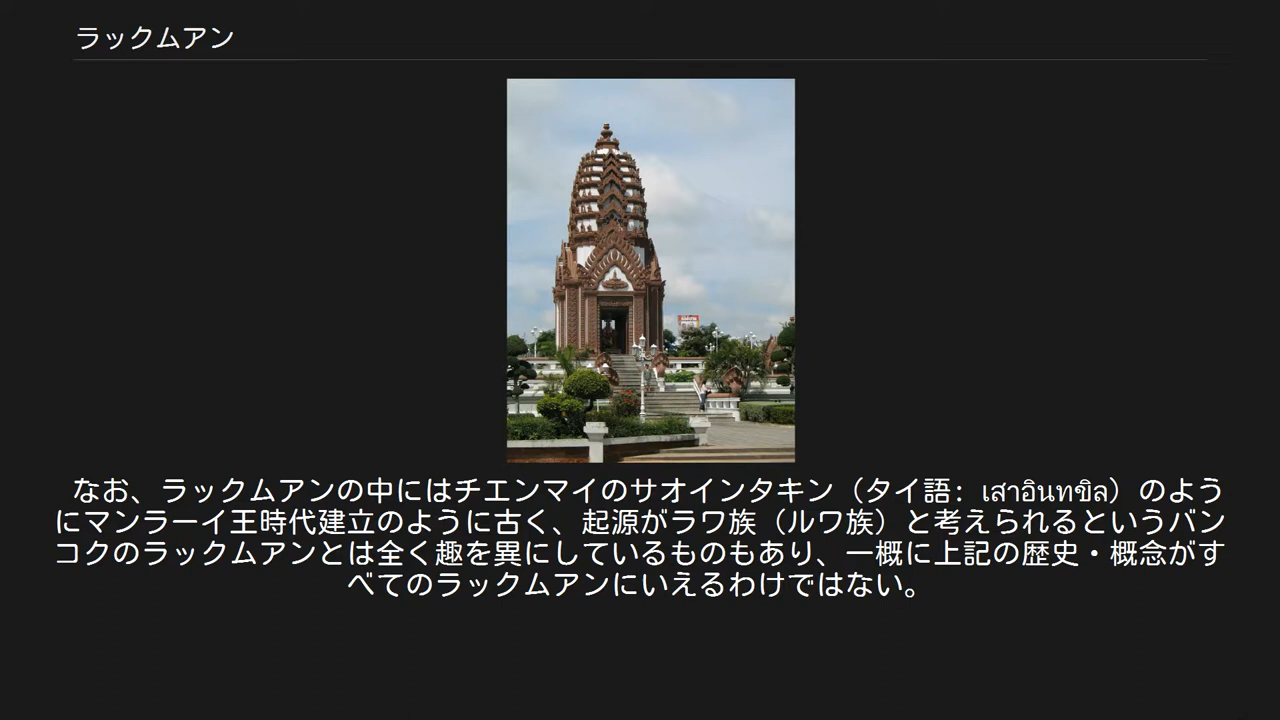 ラックムアン
なお、ラックムアンの中にはチエンマイのサオインタキン（タイ語: เสาอินทขิล）のよう
にマンラーイ王時代建立のように古く、起源がラワ族（ルワ族）と考えられるというバン
コクのラックムアンとは全く趣を異にしているものもあり、一概に上記の歴史・概念がす
べてのラックムアンにいえるわけではない。